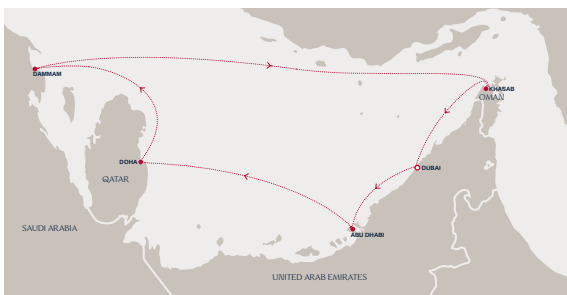 DAMMAM
KHASAB
OMAN
DOHA
DUBAI
QATAR
SAUDI ARABIA
ABU DHABI
UNITED ARAB EMIRATES